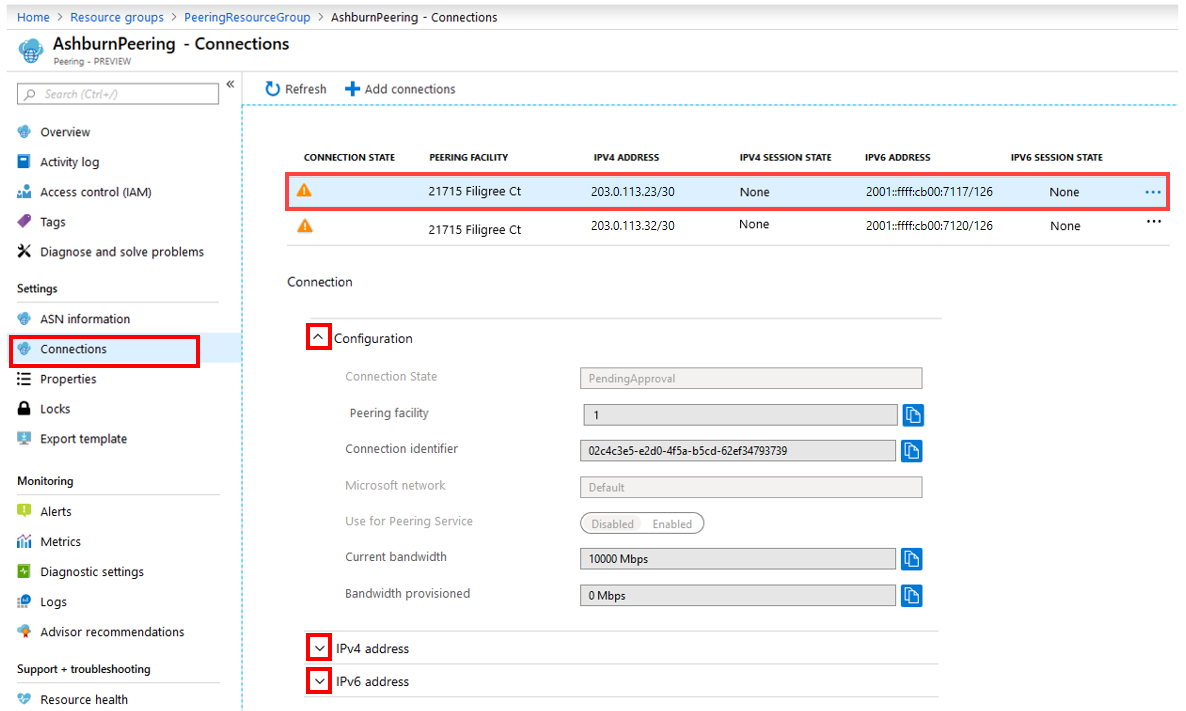 Home > Resource groups > PeeringResourceGroup > AshburnPeering - Connections
AshburnPeering - Connections
Peering - PREVIEW
Search (Ctrl+/)
«
Overview
Activity log
Access control (IAM)
Tags
Diagnose and solve problems
Settings
ASN information
Connections
Properties
Locks
Export template
Monitoring
Alerts
Metrics
Diagnostic settings
Logs
Advisor recommendations
Support + troubleshooting
Resource health
Refresh Add connections
CONNECTION STATE PEERING FACILITY IPV4 ADDRESS IPV4 SESSION STATE IPV6 ADDRESS IPV6 SESSION STATE
21715 Filigree Ct 203.0.113.23/30 None 2001::ffff:cb00:7117/126 None ...
21715 Filigree Ct 203.0.113.32/30 None 2001::ffff:cb00:7120/126 None ...
Connection
Configuration
Connection State PendingApproval
Peering facility 1
Connection identifier 02c4c3e5-e2d0-4f5a-b5cd-62ef34793739
Microsoft network Default
Use for Peering Service Disabled Enabled
Current bandwidth 10000 Mbps
Bandwidth provisioned 0 Mbps
IPv4 address
IPv6 address